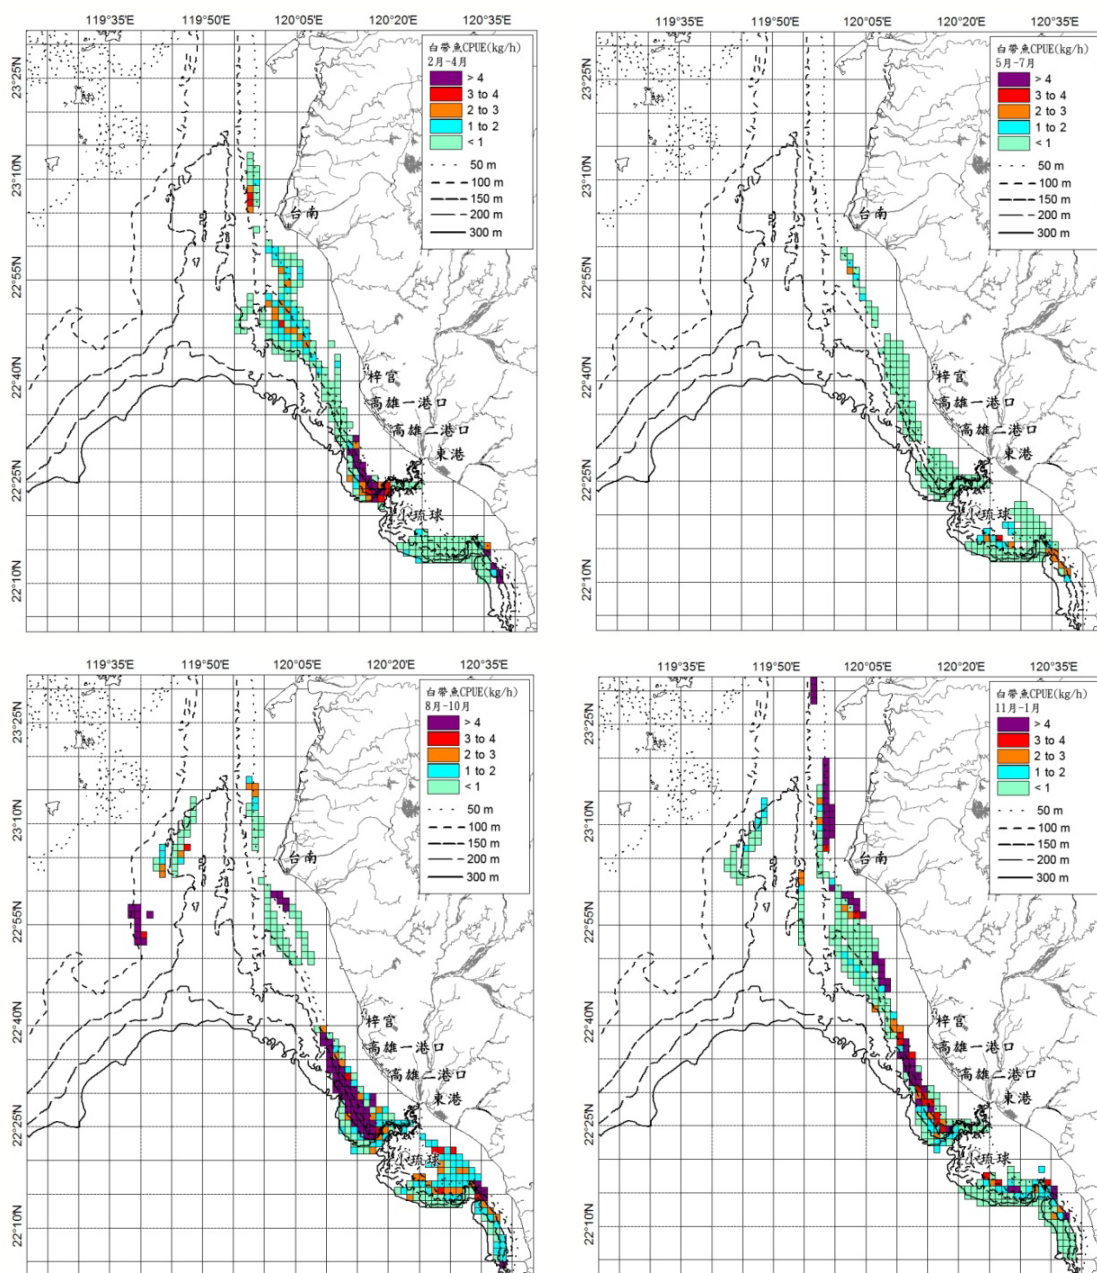 119°35'E 119°50'E 120°05'E 120°20'E 120°35'E
白帶魚CPUE(kg/h)
2月-4月
> 4
3 to 4
2 to 3
1 to 2
< 1
50 m
100 m
150 m
200 m
300 m
23°25'N
23°10'N
22°55'N
22°40'N
22°25'N
22°10'N
台南
梓官
高雄一港口
高雄二港口
東港
小琉球
119°35'E 119°50'E 120°05'E 120°20'E 120°35'E
白帶魚CPUE(kg/h)
5月-7月
> 4
3 to 4
2 to 3
1 to 2
< 1
50 m
100 m
150 m
200 m
300 m
23°25'N
23°10'N
22°55'N
22°40'N
22°25'N
22°10'N
台南
梓官
高雄一港口
高雄二港口
東港
小琉球
119°35'E 119°50'E 120°05'E 120°20'E 120°35'E
白帶魚CPUE(kg/h)
8月-10月
> 4
3 to 4
2 to 3
1 to 2
< 1
50 m
100 m
150 m
200 m
300 m
23°25'N
23°10'N
22°55'N
22°40'N
22°25'N
22°10'N
台南
梓官
高雄一港口
高雄二港口
東港
小琉球
119°35'E 119°50'E 120°05'E 120°20'E 120°35'E
白帶魚CPUE(kg/h)
11月-1月
> 4
3 to 4
2 to 3
1 to 2
< 1
50 m
100 m
150 m
200 m
300 m
23°25'N
23°10'N
22°55'N
22°40'N
22°25'N
22°10'N
台南
梓官
高雄一港口
高雄二港口
東港
小琉球